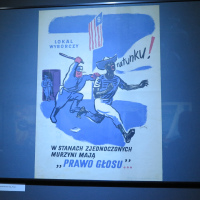 LOKAL
WYBORCZY
ratunku!
W STANACH ZJEDNOCZONYCH
MURZYNI MAJĄ
„PRAWO GŁOSU"...